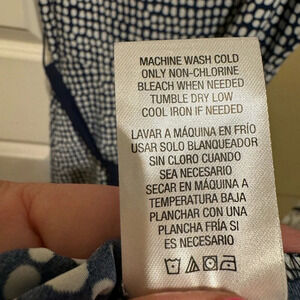 MACHINE WASH COLD
ONLY NON-CHLORINE
BLEACH WHEN NEEDED
TUMBLE DRY LOW
COOL IRON IF NEEDED
LAVAR A MÁQUINA EN FRÍO
USAR SOLO BLANQUEADOR
SIN CLORO CUANDO
SEA NECESARIO
SECAR EN MÁQUINA A
TEMPERATURA BAJA
PLANCHAR CON UNA
PLANCHA FRÍA SI
ES NECESARIO